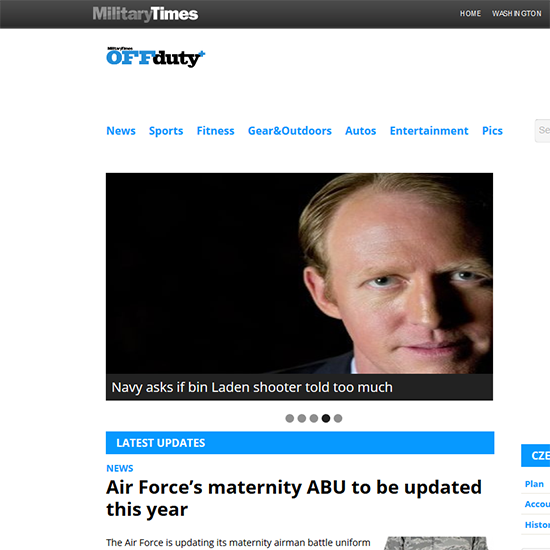 MilitaryTimes
HOME WASHINGTON
MilitaryTimes
OFFduty+
News Sports Fitness Gear&Outdoors Autos Entertainment Pics
Se
Navy asks if bin Laden shooter told too much
LATEST UPDATES
NEWS
Air Force’s maternity ABU to be updated
this year
The Air Force is updating its maternity airman battle uniform
CZE
Plan
Accou
Histor